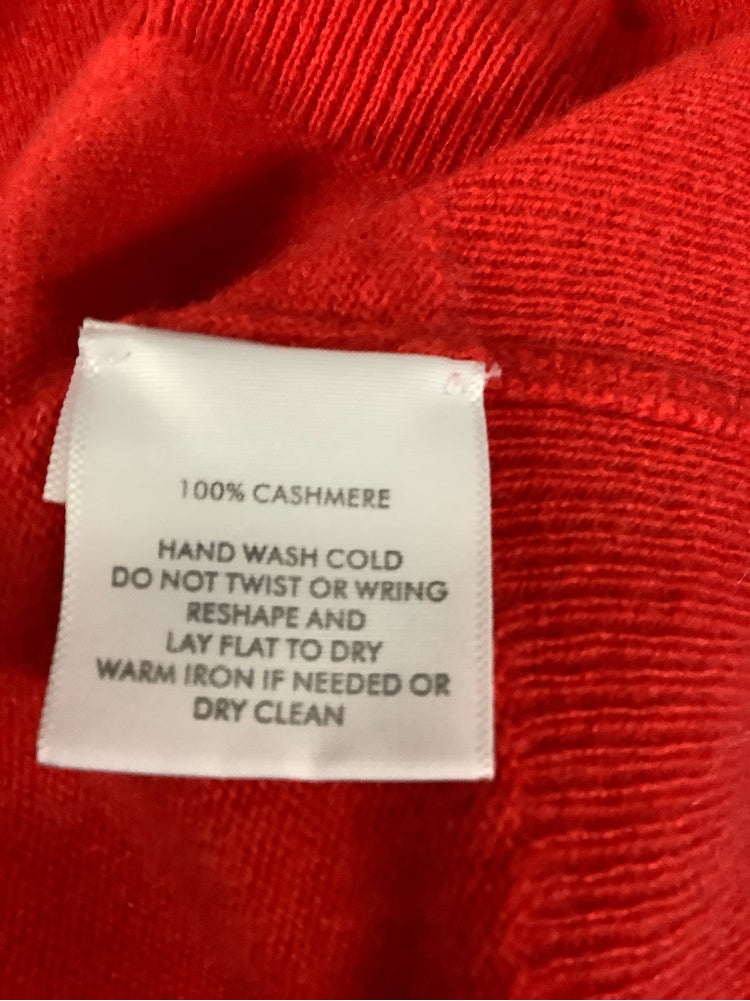 100% CASHMERE
HAND WASH COLD
DO NOT TWIST OR WRING
RESHAPE AND
LAY FLAT TO DRY
WARM IRON IF NEEDED OR
DRY CLEAN